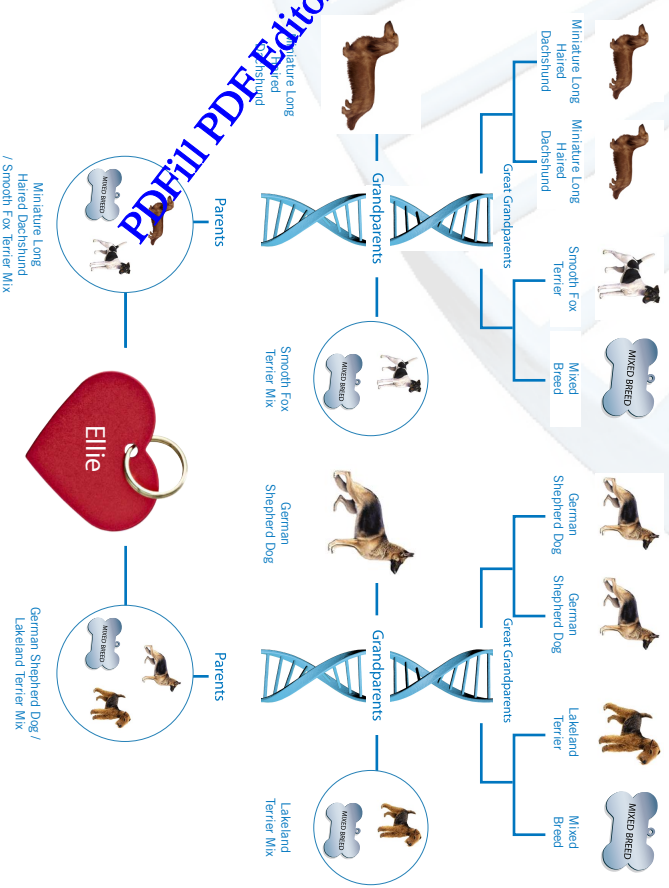 Miniature Long
Haired
Dachshund
Miniature Long
Haired
Dachshund
Smooth Fox
Terrier
Mixed
Breed
MIXED BREED
German
Shepherd Dog
German
Shepherd Dog
Lakeland
Terrier
Mixed
Breed
MIXED BREED
Great Grandparents
Great Grandparents
Miniature Long
Haired
Dachshund
Grandparents
Smooth Fox
Terrier Mix
MIXED BREED
German
Shepherd Dog
Grandparents
Lakeland
Terrier Mix
MIXED BREED
Parents
Parents
MIXED BREED
MIXED BREED
Miniature Long
Haired Dachshund
/ Smooth Fox Terrier Mix
Ellie
German Shepherd Dog /
Lakeland Terrier Mix
PDFill PDF Editor